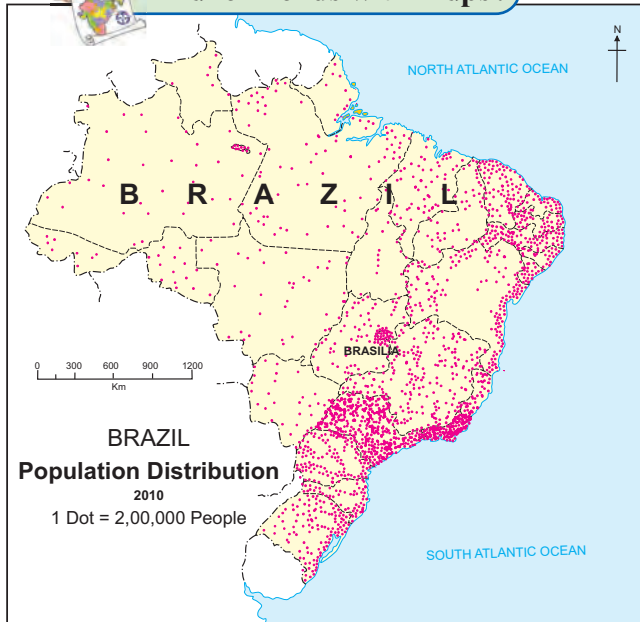 N
NORTH ATLANTIC OCEAN
B R A Z I L
BRASILIA
0 300 600 900 1200
Km
BRAZIL
Population Distribution
2010
1 Dot = 2,00,000 People
SOUTH ATLANTIC OCEAN